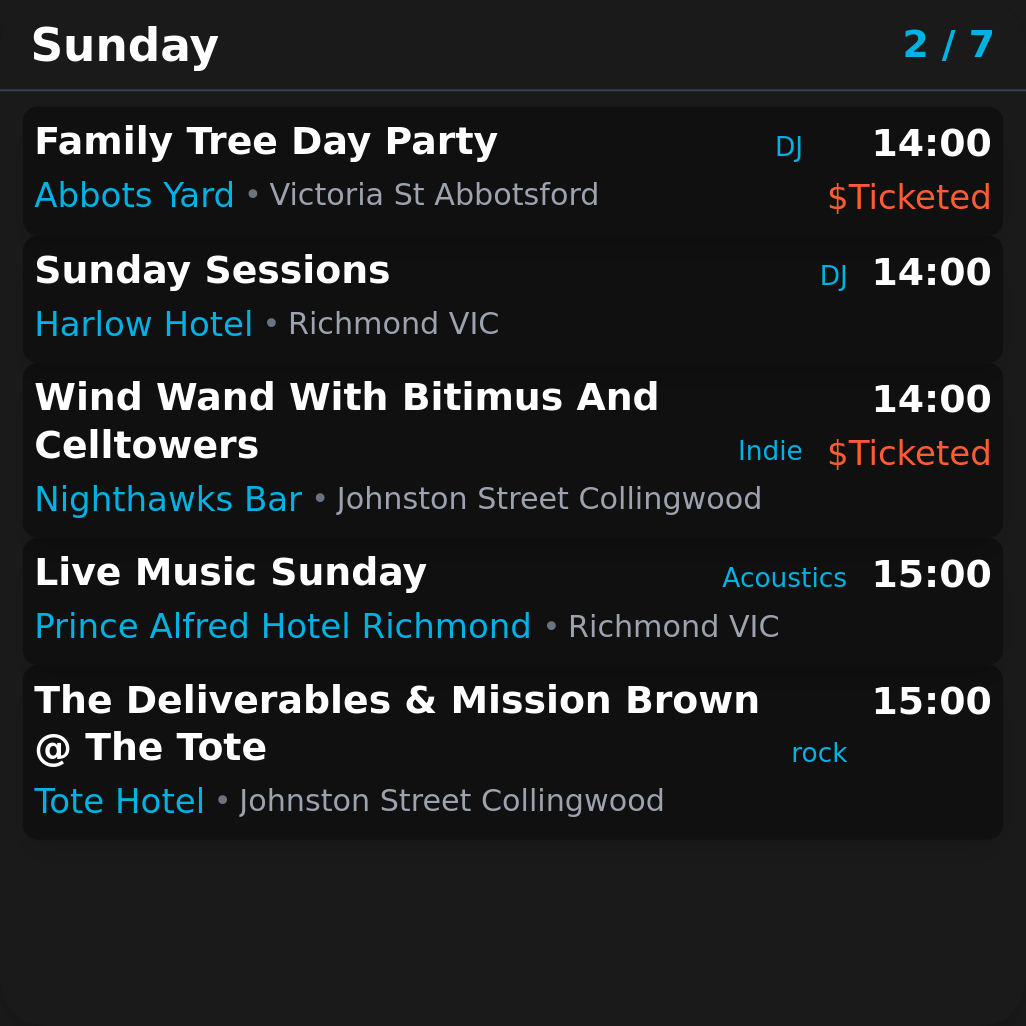 Sunday
2 / 7
Family Tree Day Party
DJ
14:00
Abbots Yard • Victoria St Abbotsford
$Ticketed
Sunday Sessions
DJ
14:00
Harlow Hotel • Richmond VIC
Wind Wand With Bitimus And
Celltowers
Indie
14:00
$Ticketed
Nighthawks Bar • Johnston Street Collingwood
Live Music Sunday
Acoustics
15:00
Prince Alfred Hotel Richmond • Richmond VIC
The Deliverables & Mission Brown
@ The Tote
rock
15:00
Tote Hotel • Johnston Street Collingwood